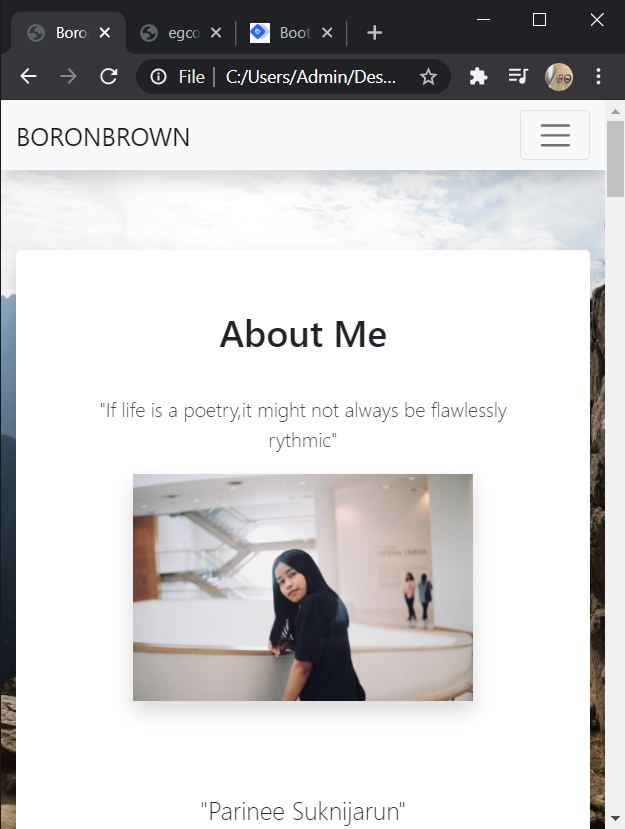 Boro
egco
Boot
File
C:/Users/Admin/Des...
BORONBROWN
About Me
"If life is a poetry,it might not always be flawlessly
rythmic"
"Parinee Suknijarun"